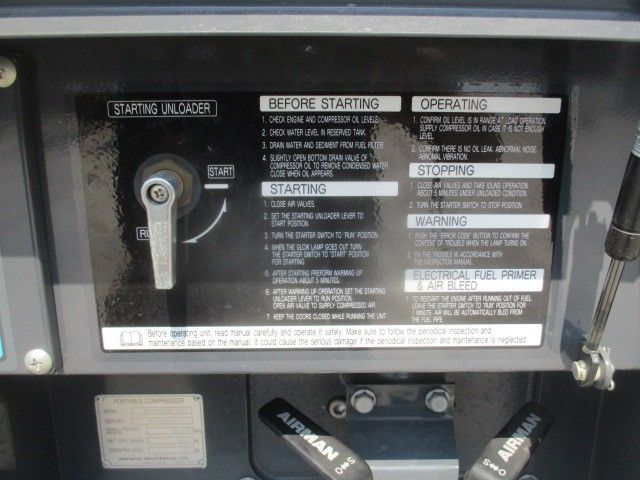 STARTING UNLOADER
START
RU
BEFORE STARTING
1. CHECK ENGINE AND COMPRESSOR OIL LEVELS.
2. CHECK WATER LEVEL IN RESERVED TANK.
3. DRAIN WATER AND SEDIMENT FROM FUEL FILTER.
4. SLIGHTLY OPEN BOTTOM DRAIN VALVE OF
COMPRESSOR OIL TO REMOVE CONDENSED WATER
CLOSE WHEN OIL APPEARS.
STARTING
1. CLOSE AIR VALVES.
2. SET THE STARTING UNLOADER LEVER TO
START POSITION.
3. TURN THE STARTER SWITCH TO "RUN" POSITION.
4. WHEN THE GLOW LAMP GOES OUT TURN
THE STARTER SWITCH TO "START" POSITION
FOR STARTING.
5. AFTER STARTING PREFORM WARMING UP
OPERATION ABOUT 5 MINUTES.
6. AFTER WARMING UP OPERATION SET THE STARTING
UNLOADER LEVER TO RUN POSITION
OPEN AIR VALVE TO SUPPLY COMPRESSED AIR.
7. KEEP THE DOORS CLOSED WHILE RUNNING THE UNIT.
OPERATING
1. CONFIRM OIL LEVEL IS IN RANGE AT LOAD OPERATION
SUPPLY COMPRESSOR OIL IN CASE IT IS NOT ENOUGH
LEVEL.
2. CONFIRM THERE IS NO OIL LEAK, ABNORMAL NOISE,
ABNOMAL VIBRATION.
STOPPING
1. CLOSE AIR VALVES AND TAKE IDLING OPERATION
ABOUT 5 MINUTES UNDER UNLOADED CONDITION.
2. TURN THE STARTER SWITCH TO STOP POSITION.
WARNING
1. PUSH THE "ERROR CODE" BUTTON TO CONFIRM THE
CONTENT OF TROUBLE WHEN THE LAMP TURNS ON.
2. FIX THE TROUBLE IN ACCORDANCE WITH
THE INSTRUCTION MANUAL.
ELECTRICAL FUEL PRIMER
& AIR BLEED
1. TO RESTART THE ENGINE AFTER RUNNING OUT OF FUEL,
LEAVE THE STARTER SWITCH TO "RUN" POSITION FOR
1 MINUTE. AIR WILL BE AUTOMATICALLY BLED FROM
THE FUEL PIPE.
Before operating unit, read manual carefully and operate it safely. Make sure to follow the periodical inspection and
maintenance based on the manual. It could cause the serious damage if the periodical inspection and maintenance is neglected.
PORTABLE COMPRESSOR
MODEL
AIRMAN
S⇔O
AIRMAN
O⇔S